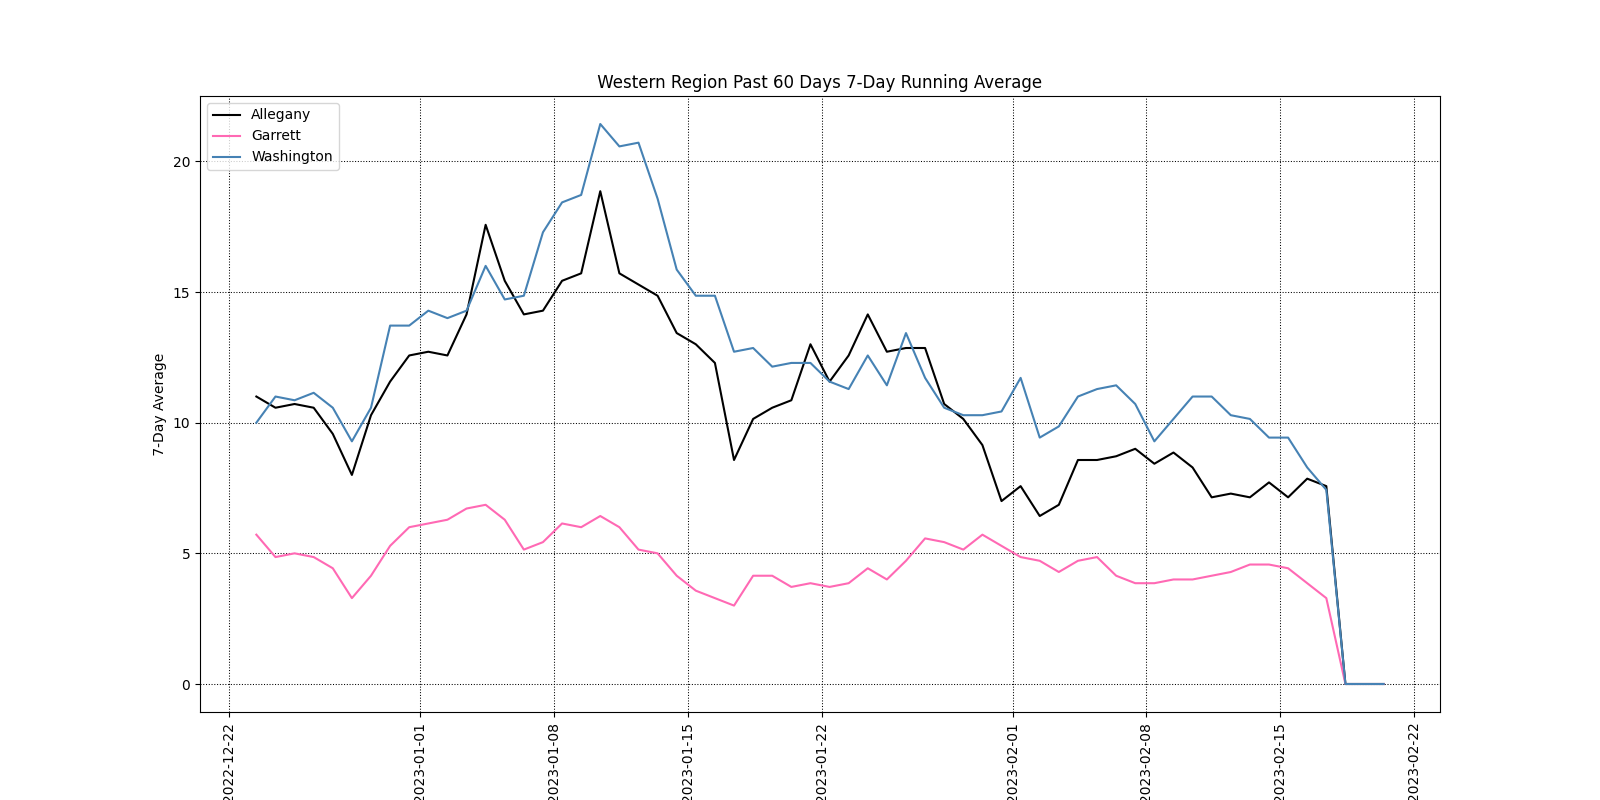 Western Region Past 60 Days 7-Day Running Average
Allegany
Garrett
Washington
7-Day Average
20
15
10
5
0
2022-12-22
2023-01-01
2023-01-08
2023-01-15
2023-01-22
2023-02-01
2023-02-08
2023-02-15
2023-02-22